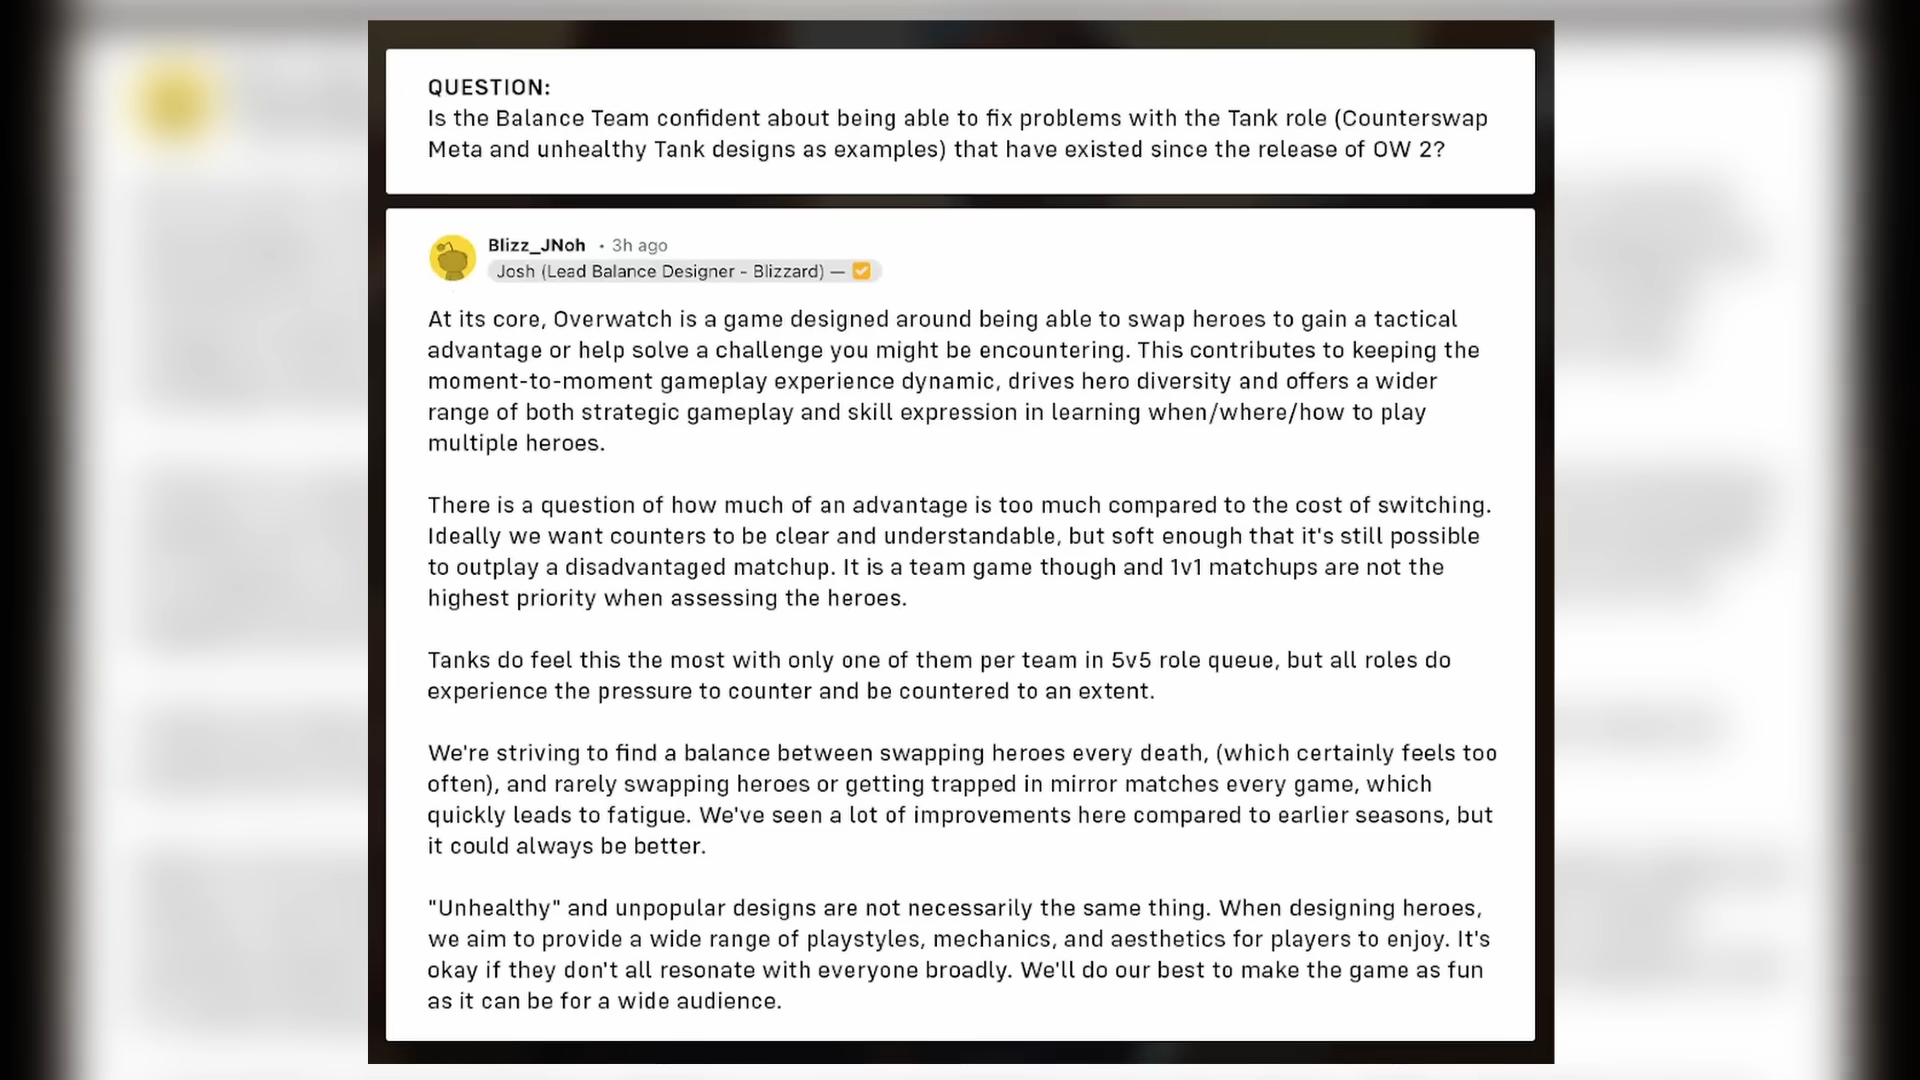 QUESTION:
Is the Balance Team confident about being able to fix problems with the Tank role (Counterswap
Meta and unhealthy Tank designs as examples) that have existed since the release of OW 2?
Blizz_JNoh • 3h ago
Josh (Lead Balance Designer - Blizzard) —
At its core, Overwatch is a game designed around being able to swap heroes to gain a tactical
advantage or help solve a challenge you might be encountering. This contributes to keeping the
moment-to-moment gameplay experience dynamic, drives hero diversity and offers a wider
range of both strategic gameplay and skill expression in learning when/where/how to play
multiple heroes.
There is a question of how much of an advantage is too much compared to the cost of switching.
Ideally we want counters to be clear and understandable, but soft enough that it's still possible
to outplay a disadvantaged matchup. It is a team game though and 1v1 matchups are not the
highest priority when assessing the heroes.
Tanks do feel this the most with only one of them per team in 5v5 role queue, but all roles do
experience the pressure to counter and be countered to an extent.
We're striving to find a balance between swapping heroes every death, (which certainly feels too
often), and rarely swapping heroes or getting trapped in mirror matches every game, which
quickly leads to fatigue. We've seen a lot of improvements here compared to earlier seasons, but
it could always be better.
"Unhealthy" and unpopular designs are not necessarily the same thing. When designing heroes,
we aim to provide a wide range of playstyles, mechanics, and aesthetics for players to enjoy. It's
okay if they don't all resonate with everyone broadly. We'll do our best to make the game as fun
as it can be for a wide audience.